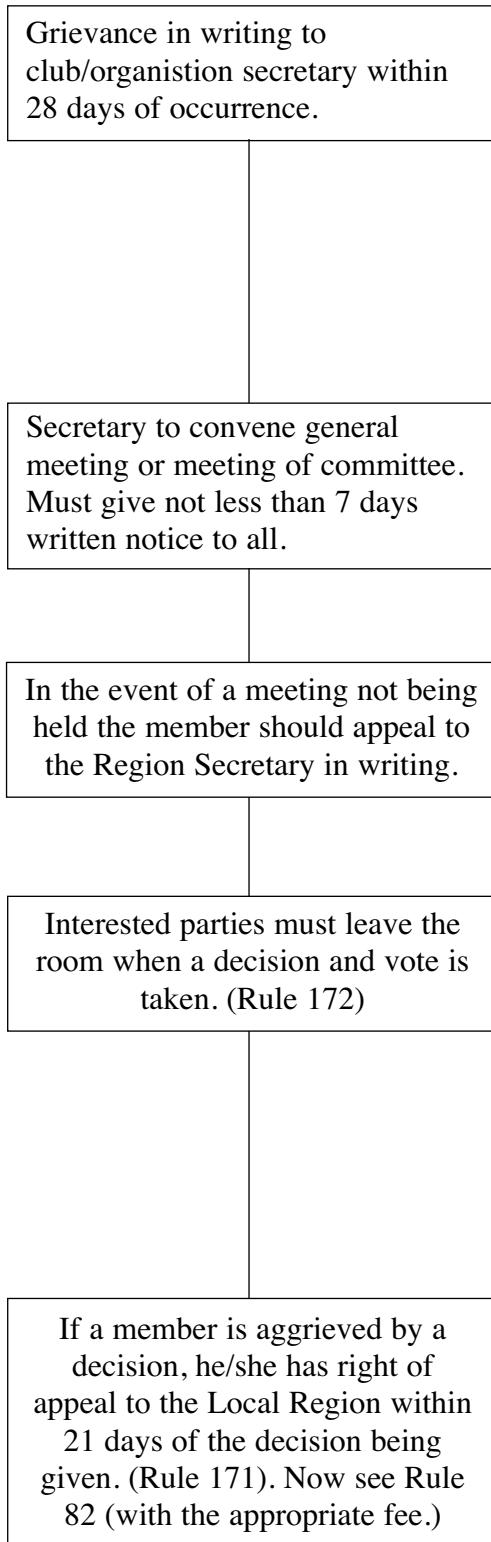 Grievance in writing to
club/organistion secretary within
28 days of occurrence.
Secretary to convene general
meeting or meeting of committee.
Must give not less than 7 days
written notice to all.
In the event of a meeting not being
held the member should appeal to
the Region Secretary in writing.
Interested parties must leave the
room when a decision and vote is
taken. (Rule 172)
If a member is aggrieved by a
decision, he/she has right of
appeal to the Local Region within
21 days of the decision being
given. (Rule 171). Now see Rule
82 (with the appropriate fee.)